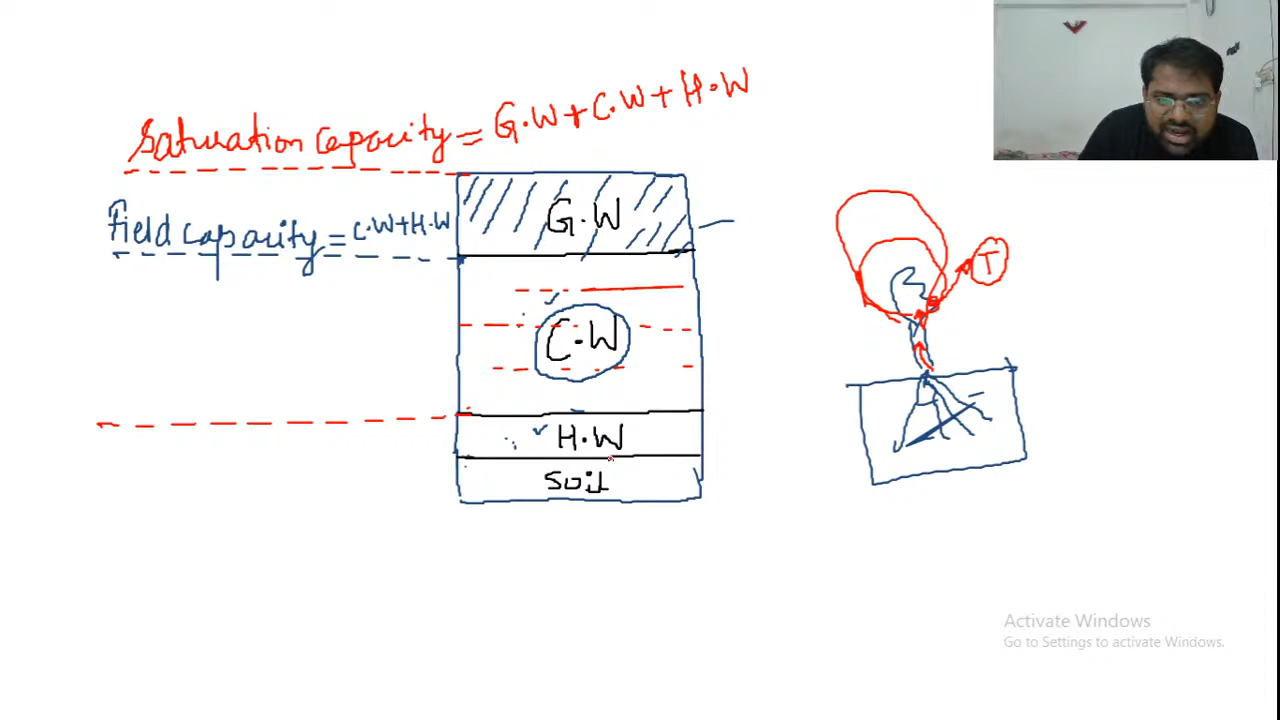 Saturation capacity = G.W + C.W + H.W
Field capacity = C.W + H.W
G.W
C.W
H.W
Soil
T
Activate Windows
Go to Settings to activate Windows.